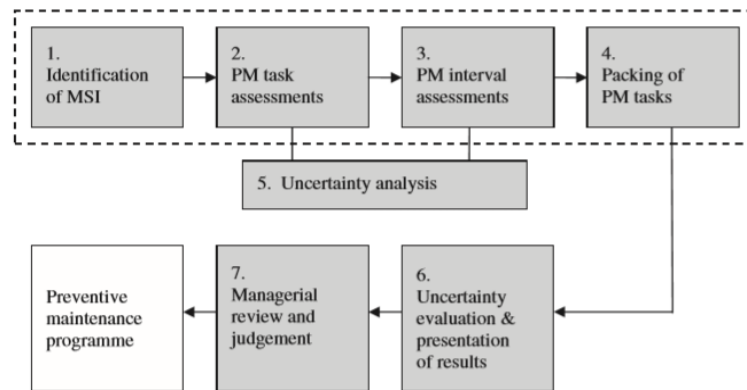 1.
Identification
of MSI
2.
PM task
assessments
3.
PM interval
assessments
4.
Packing of
PM tasks
5. Uncertainty analysis
Preventive
maintenance
programme
7.
Managerial
review and
judgement
6.
Uncertainty
evaluation &
presentation
of results